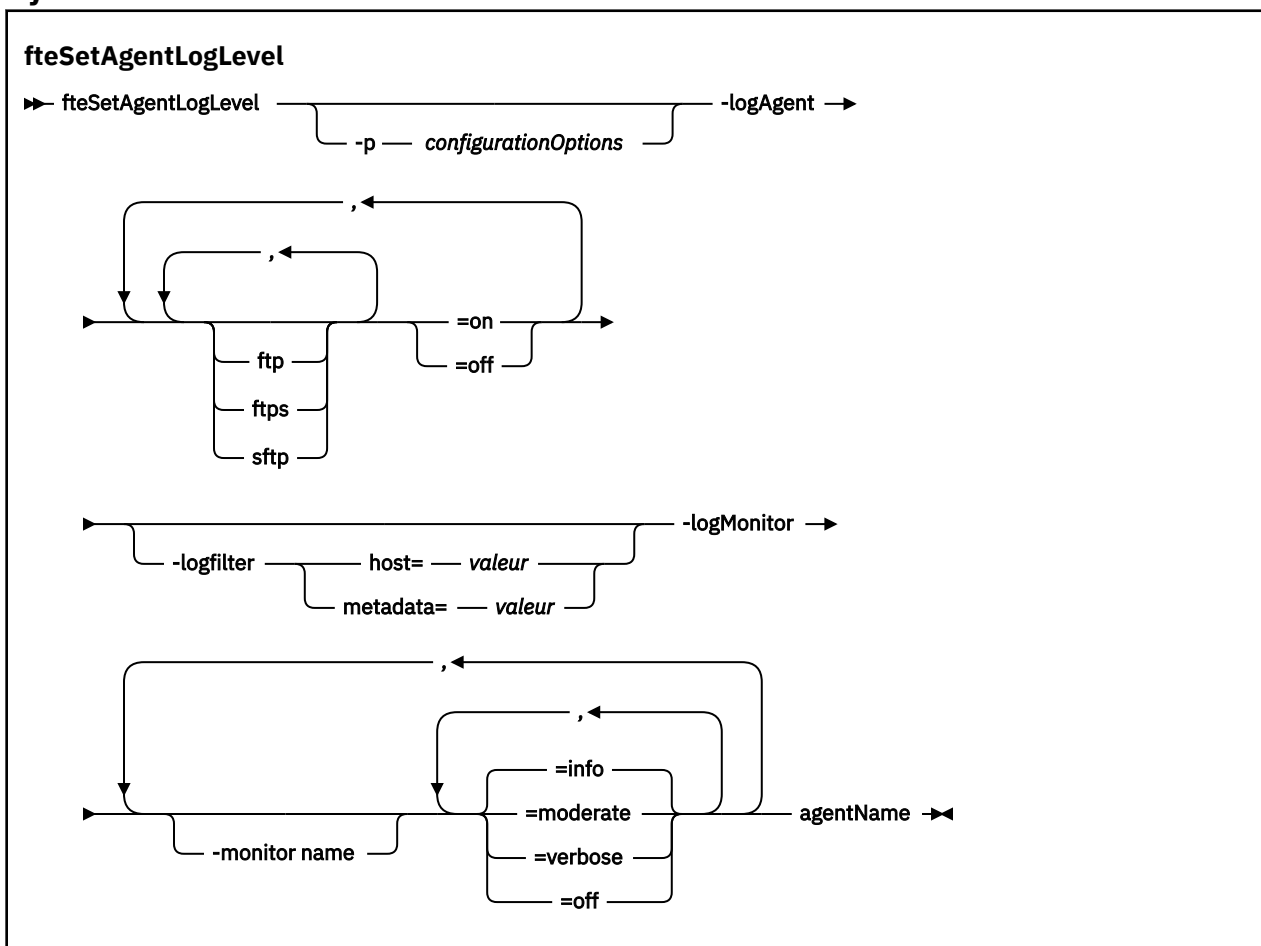 fteSetAgentLogLevel
fteSetAgentLogLevel -logAgent
-p configurationOptions
,
,
=on
ftp =off
ftps
sftp
-logMonitor
-logfilter host= valeur
metadata= valeur
,
,
=info
=moderate agentName
-monitor name =verbose
=off